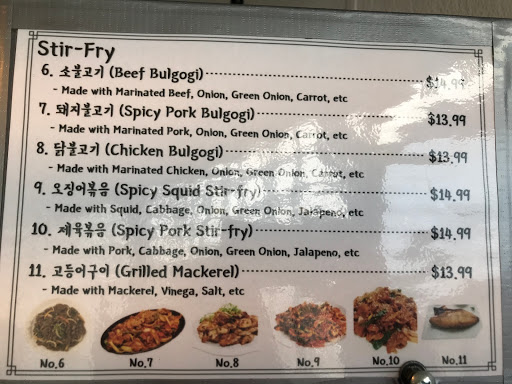 Stir-Fry
6. 소불고기 (Beef Bulgogi) $14.99
- Made with Marinated Beef, Onion, Green Onion, Carrot, etc
7. 돼지불고기 (Spicy Pork Bulgogi) $13.99
- Made with Marinated Pork, Onion, Green Onion, Carrot, etc
8. 닭불고기 (Chicken Bulgogi) $13.99
- Made with Marinated Chicken, Onion, Green Onion, Carrot, etc
9. 오징어볶음 (Spicy Squid Stir-fry) $14.99
- Made with Squid, Cabbage, Onion, Green Onion, Jalapeno, etc
10. 제육볶음 (Spicy Pork Stir-fry) $14.99
- Made with Pork, Cabbage, Onion, Green Onion, Jalapeno, etc
11. 고등어구이 (Grilled Mackerel) $13.99
- Made with Mackerel, Vinega, Salt, etc
No.6 No.7 No.8 No.9 No.10 No.11